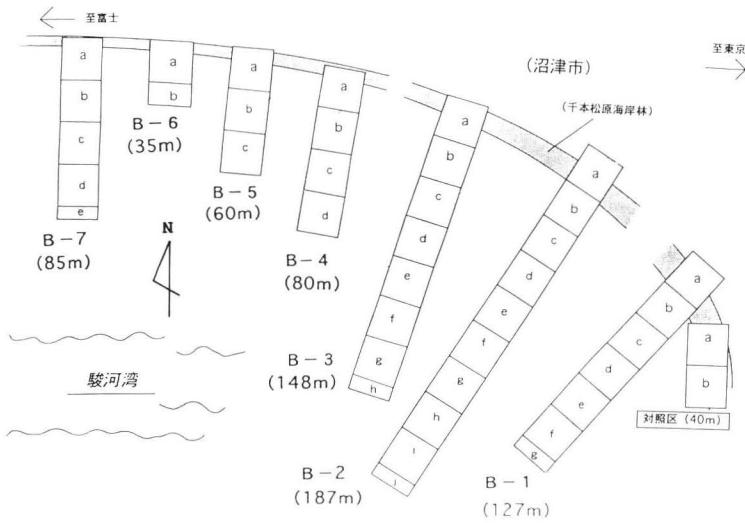 至富士
至東京
(沼津市)
(千本松原海岸林)
a
b
c
d
e
B-7
(85m)
a
b
B-6
(35m)
a
b
c
B-5
(60m)
a
b
c
d
B-4
(80m)
a
b
c
d
e
f
g
h
B-3
(148m)
a
b
c
d
e
f
g
h
i
j
B-2
(187m)
a
b
c
d
e
f
g
B-1
(127m)
a
b
対照区 (40m)
N
駿河湾